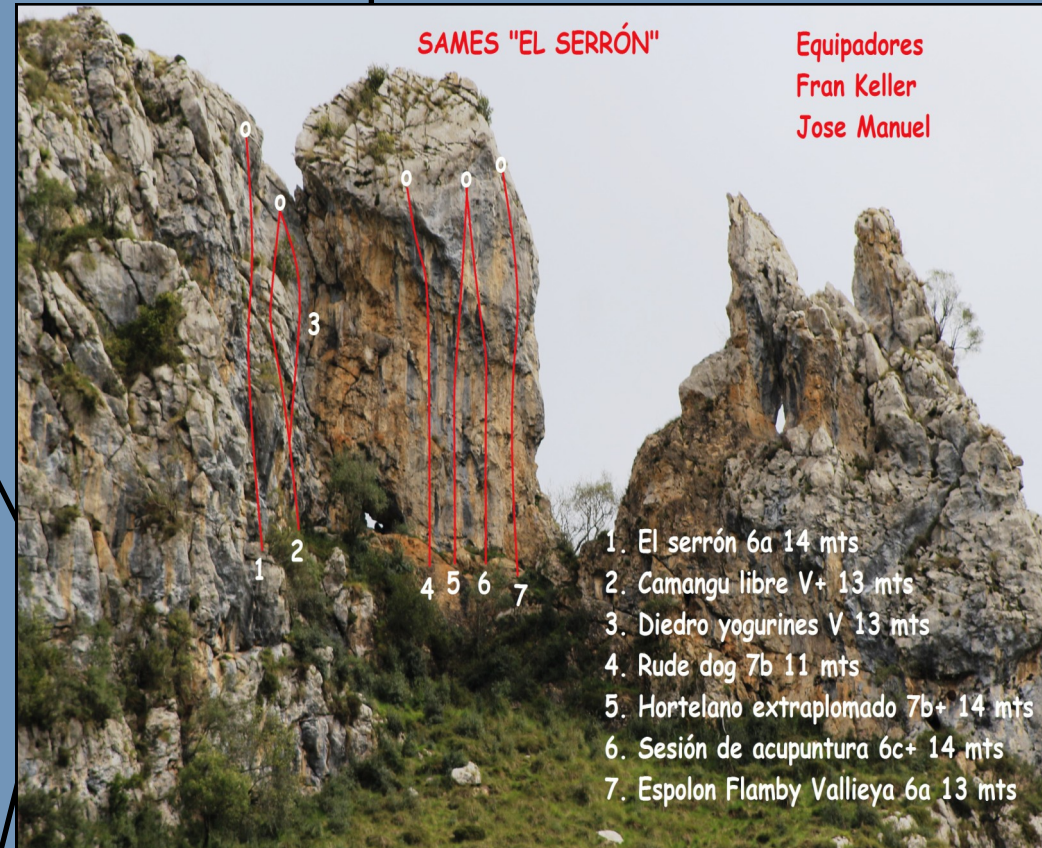 SAMES "EL SERRÓN"
Equipadores
Fran Keller
Jose Manuel
o
o
o
o
o
3
1
2
4
5
6
7
1. El serrón 6a 14 mts
2. Camangu libre V+ 13 mts
3. Diedro yogurines V 13 mts
4. Rude dog 7b 11 mts
5. Hortelano extraplomado 7b+ 14 mts
6. Sesión de acupuntura 6c+ 14 mts
7. Espolon Flamby Vallieya 6a 13 mts